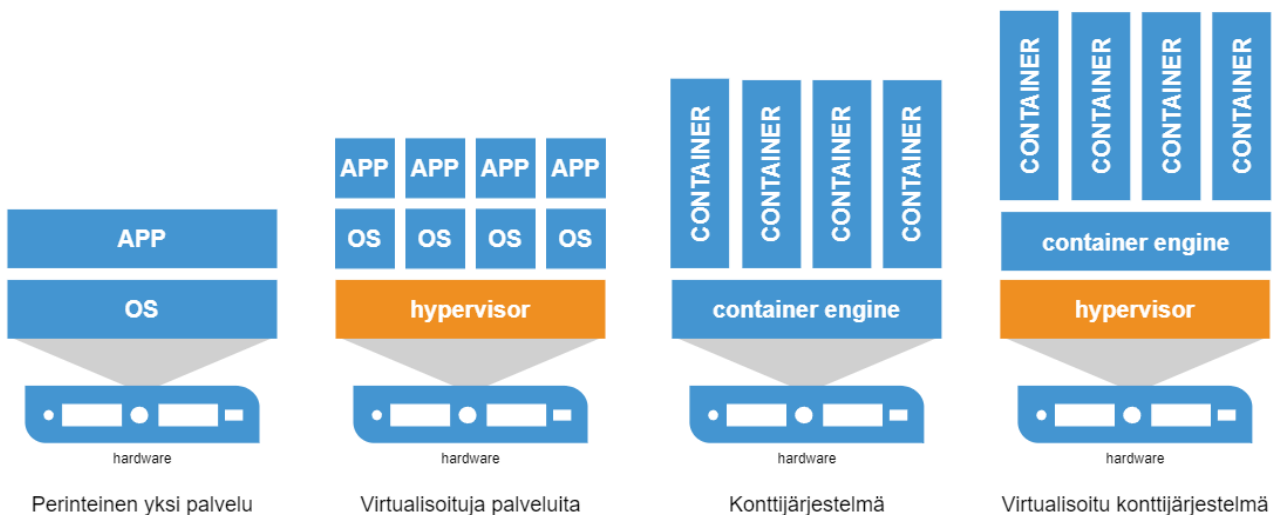 APP
OS
hardware
Perinteinen yksi palvelu
APP APP APP APP
OS OS OS OS
hypervisor
hardware
Virtualisoituja palveluita
CONTAINER CONTAINER CONTAINER CONTAINER
container engine
hardware
Konttijärjestelmä
CONTAINER CONTAINER CONTAINER CONTAINER
container engine
hypervisor
hardware
Virtualisoitu konttijärjestelmä